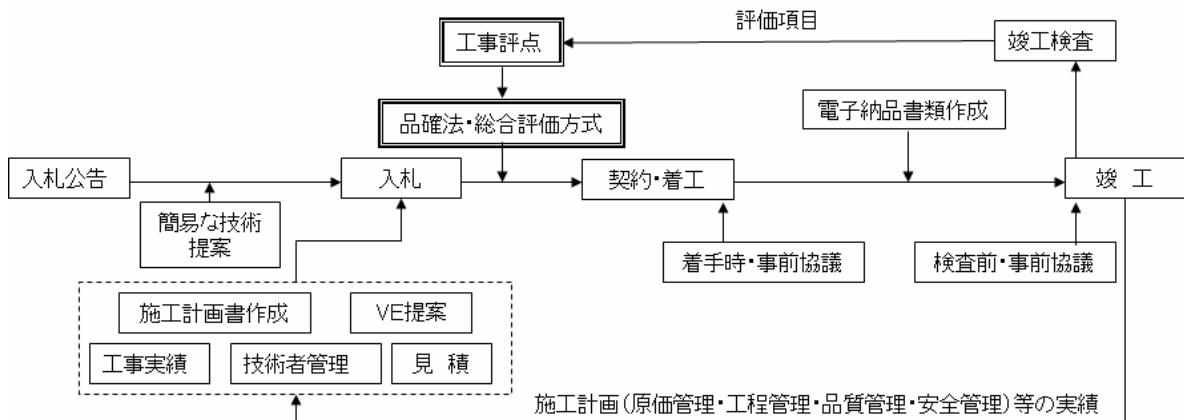 評価項目
工事評点
竣工検査
品確法・総合評価方式
電子納品書類作成
入札公告
入札
契約・着工
竣 工
簡易な技術
提案
着手時・事前協議
検査前・事前協議
施工計画書作成
VE提案
工事実績
技術者管理
見 積
施工計画(原価管理・工程管理・品質管理・安全管理)等の実績